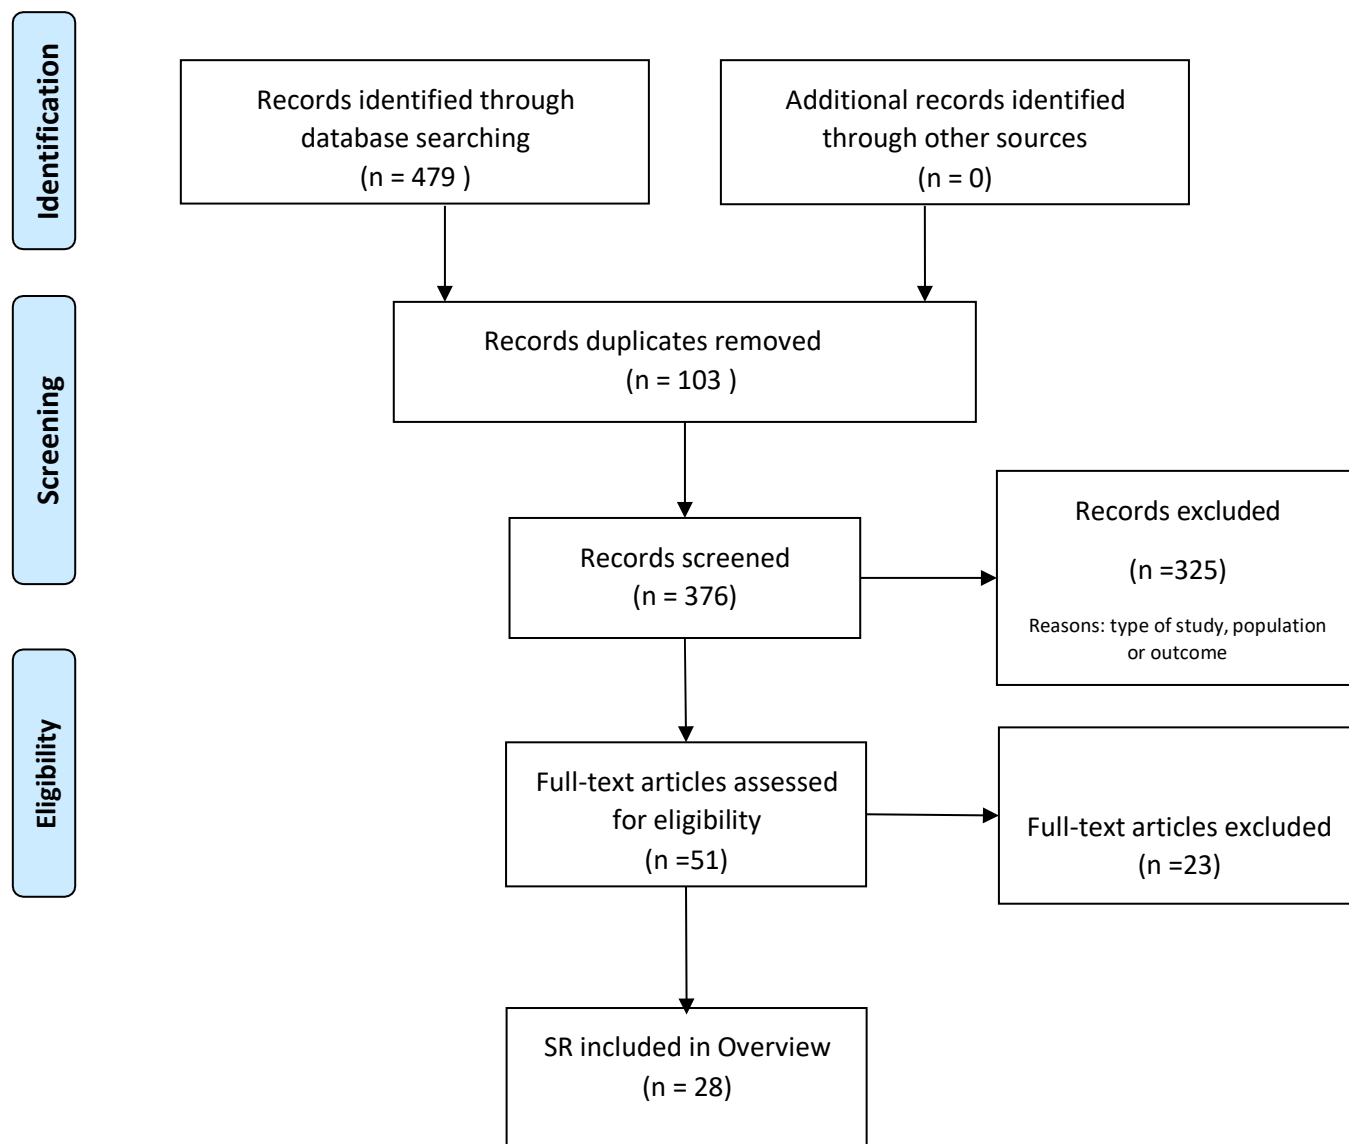 Identification
Records identified through
database searching
(n = 479 )
Additional records identified
through other sources
(n = 0)
Screening
Records duplicates removed
(n = 103 )
Records screened
(n = 376)
Records excluded
(n =325)
Reasons: type of study, population
or outcome
Eligibility
Full-text articles assessed
for eligibility
(n =51)
Full-text articles excluded
(n =23)
SR included in Overview
(n = 28)